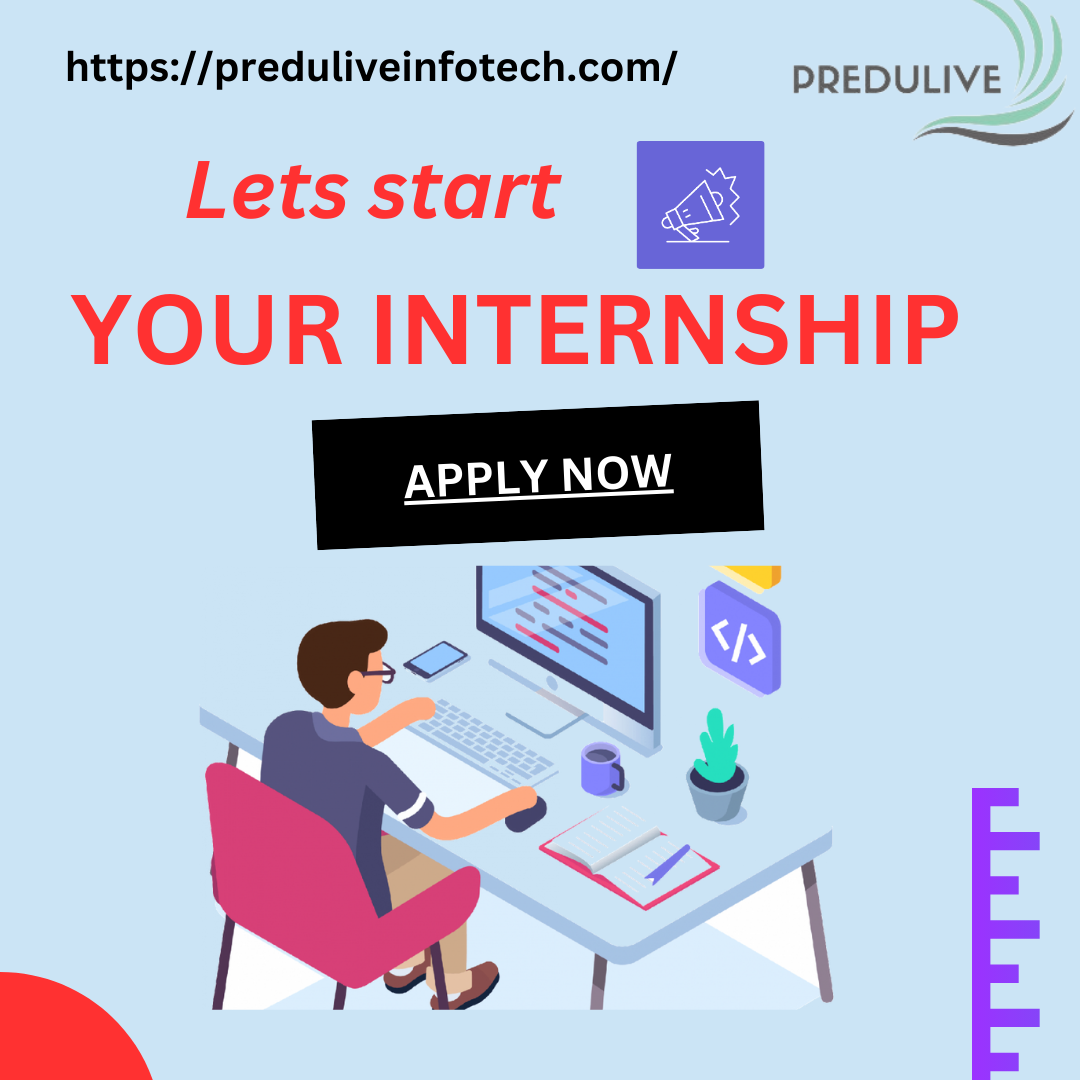 https://preduliveinfotech.com/
PREDULIVE
Lets start
YOUR INTERNSHIP
APPLY NOW
</>